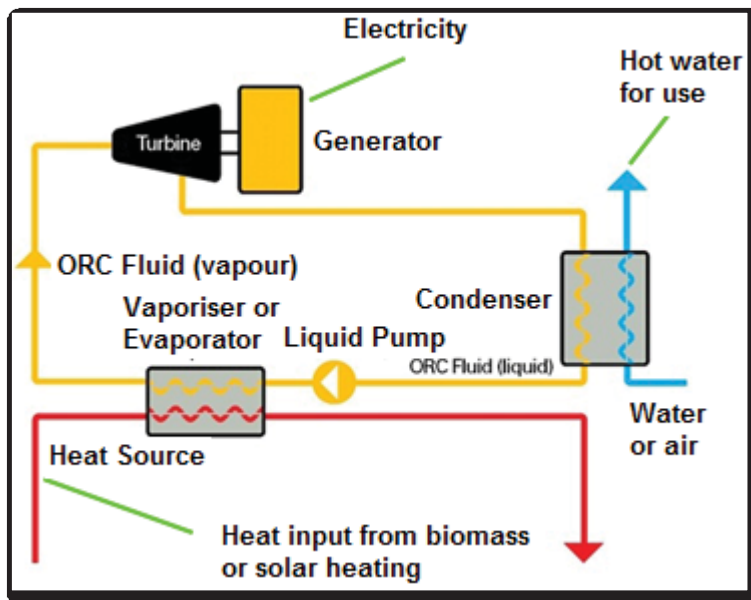 Electricity
Hot water
for use
Turbine
Generator
ORC Fluid (vapour)
Vaporiser or
Evaporator
Condenser
Liquid Pump
ORC Fluid (liquid)
Water
or air
Heat Source
Heat input from biomass
or solar heating